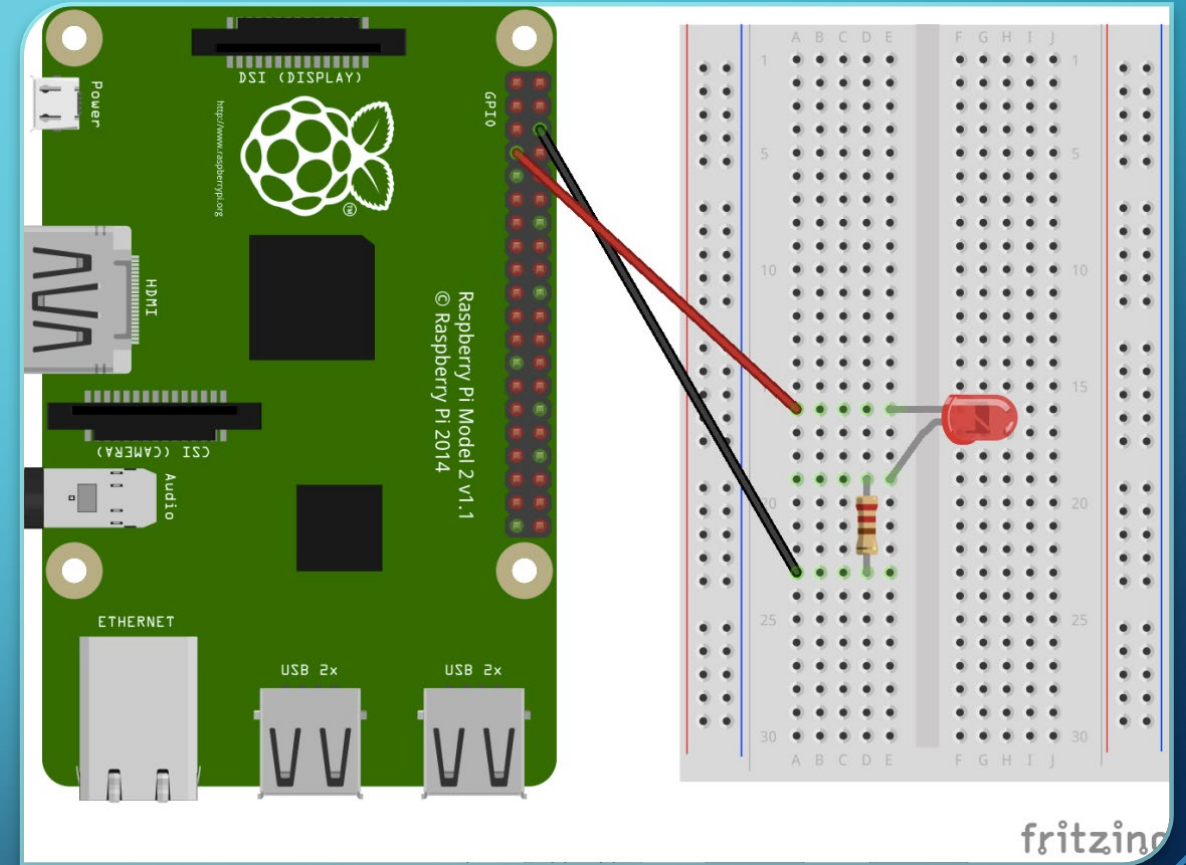 DSI (DISPLAY)
Power
http://www.raspberrypi.org
GPIO
HDMI
Raspberry Pi Model 2 v1.1
© Raspberry Pi 2014
CSI (CAMERA)
Audio
ETHERNET
USB 2x
USB 2x
A B C D E F G H I J
1 1
5 5
10 10
15 15
20 20
25 25
30 30
A B C D E F G H I J
fritzing